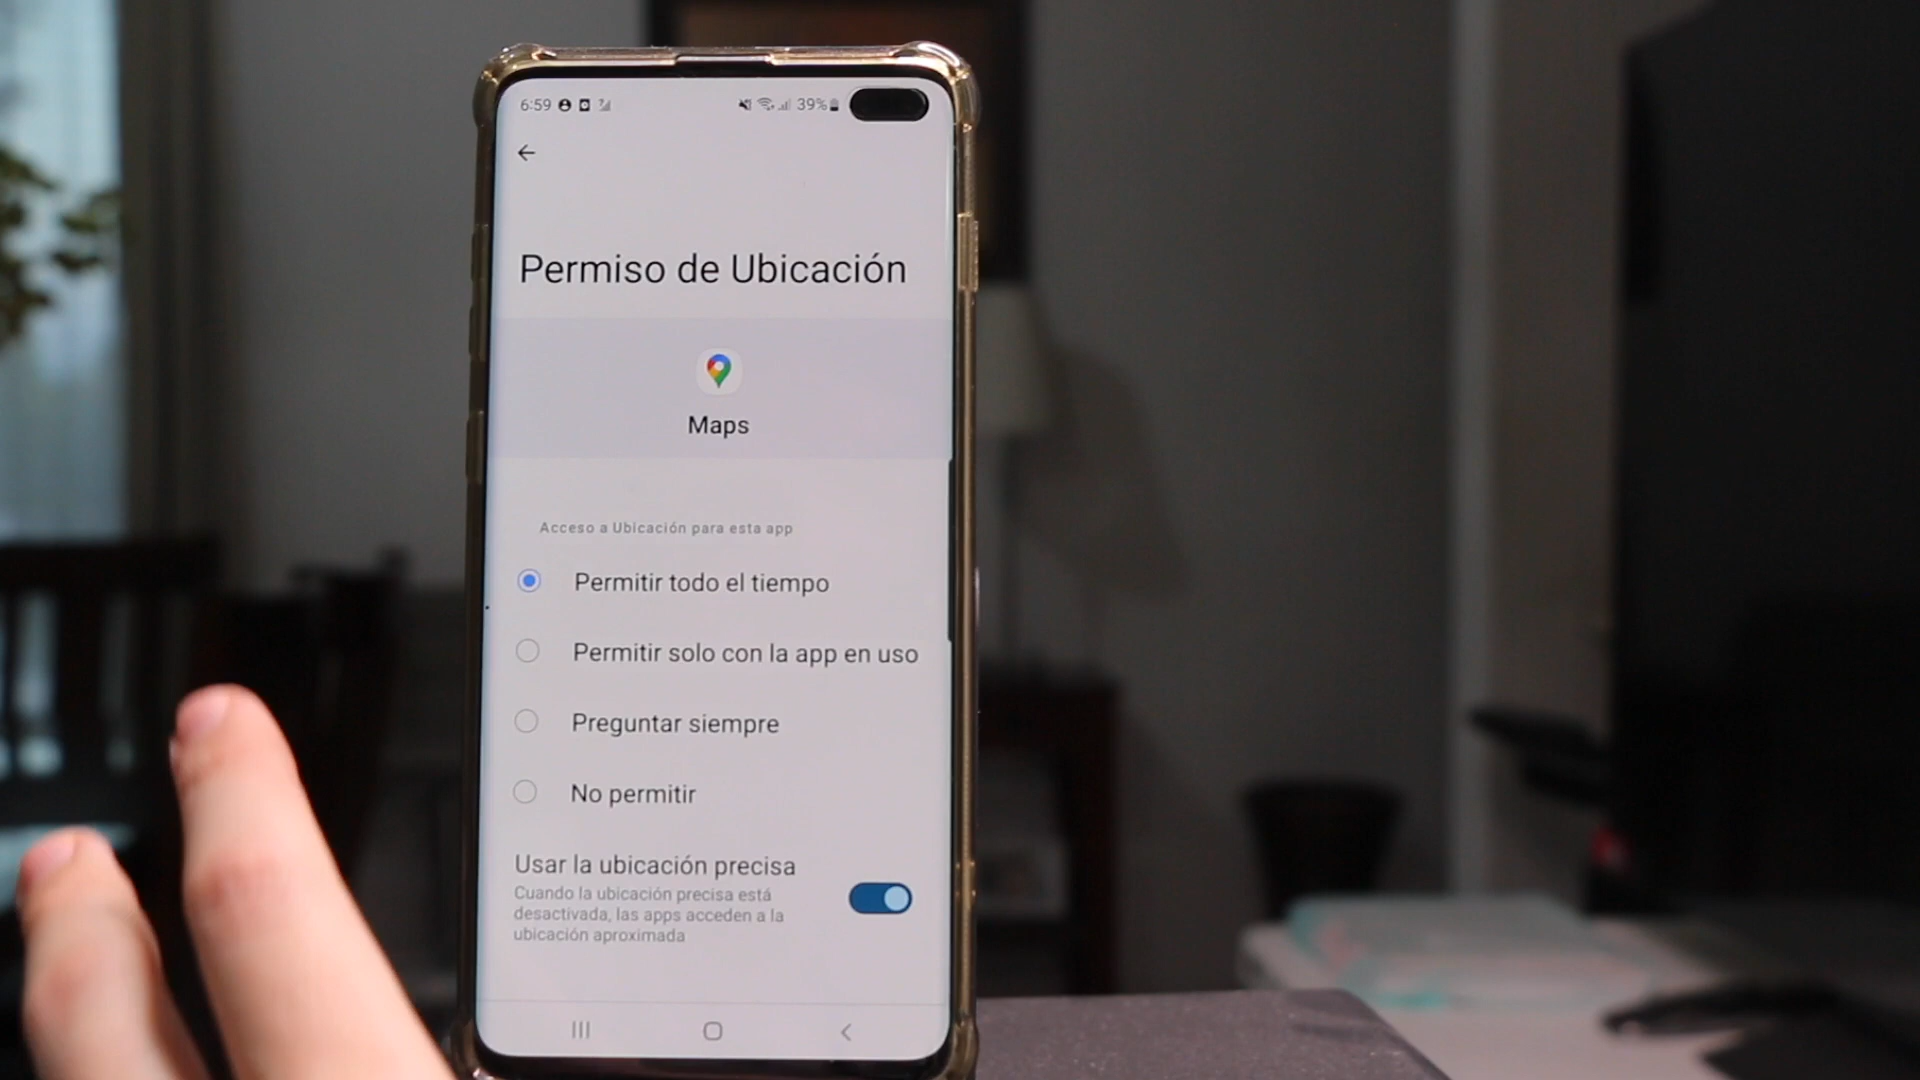 6:59
39%
Permiso de Ubicación
Maps
Acceso a Ubicación para esta app
Permitir todo el tiempo
Permitir solo con la app en uso
Preguntar siempre
No permitir
Usar la ubicación precisa
Cuando la ubicación precisa está
desactivada, las apps acceden a la
ubicación aproximada